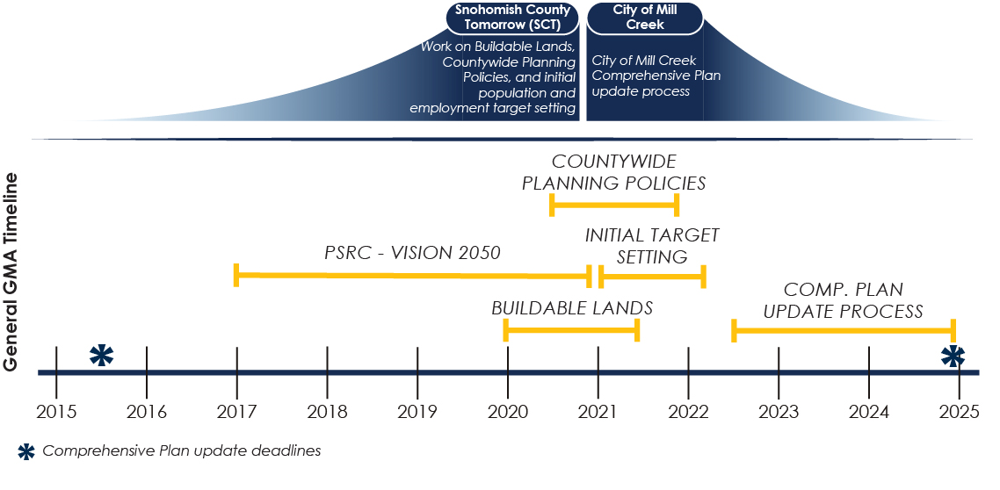 Snohomish County
Tomorrow (SCT)
Work on Buildable Lands,
Countywide Planning
Policies, and initial
population and
employment target setting
City of Mill
Creek
City of Mill Creek
Comprehensive Plan
update process
General GMA Timeline
COUNTYWIDE
PLANNING POLICIES
INITIAL TARGET
SETTING
PSRC - VISION 2050
COMP. PLAN
UPDATE PROCESS
BUILDABLE LANDS
2015 2016 2017 2018 2019 2020 2021 2022 2023 2024 2025
* Comprehensive Plan update deadlines